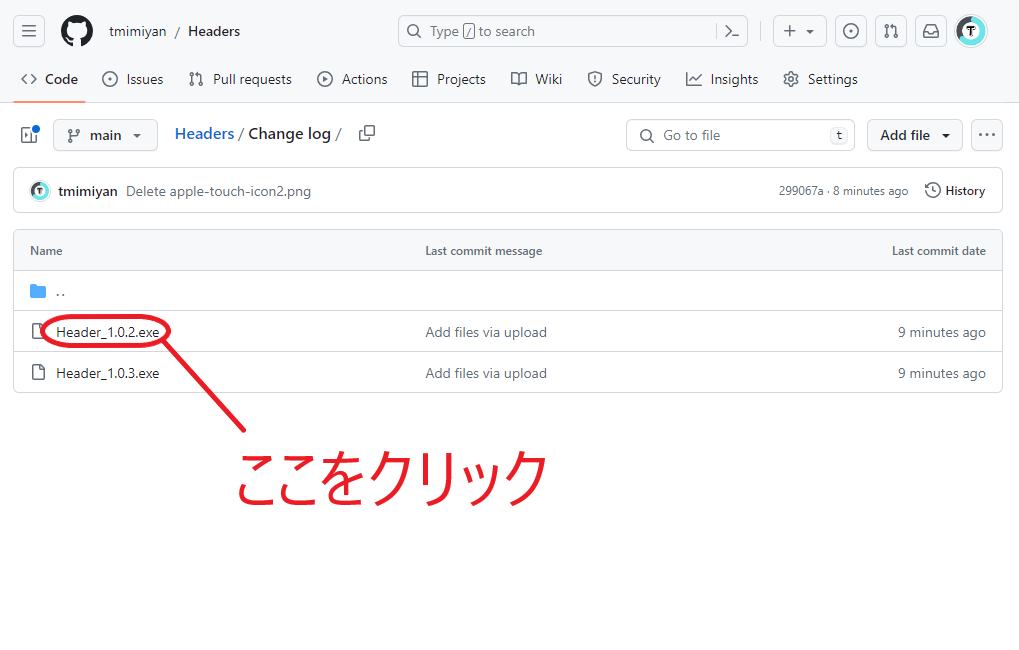 tmimiyan / Headers
Type / to search
Code Issues Pull requests Actions Projects Wiki Security Insights Settings
main Headers / Change log / Go to file t Add file
tmimiyan Delete apple-touch-icon2.png 299067a · 8 minutes ago History
Name Last commit message Last commit date
..
Header_1.0.2.exe Add files via upload 9 minutes ago
Header_1.0.3.exe Add files via upload 9 minutes ago
ここをクリック